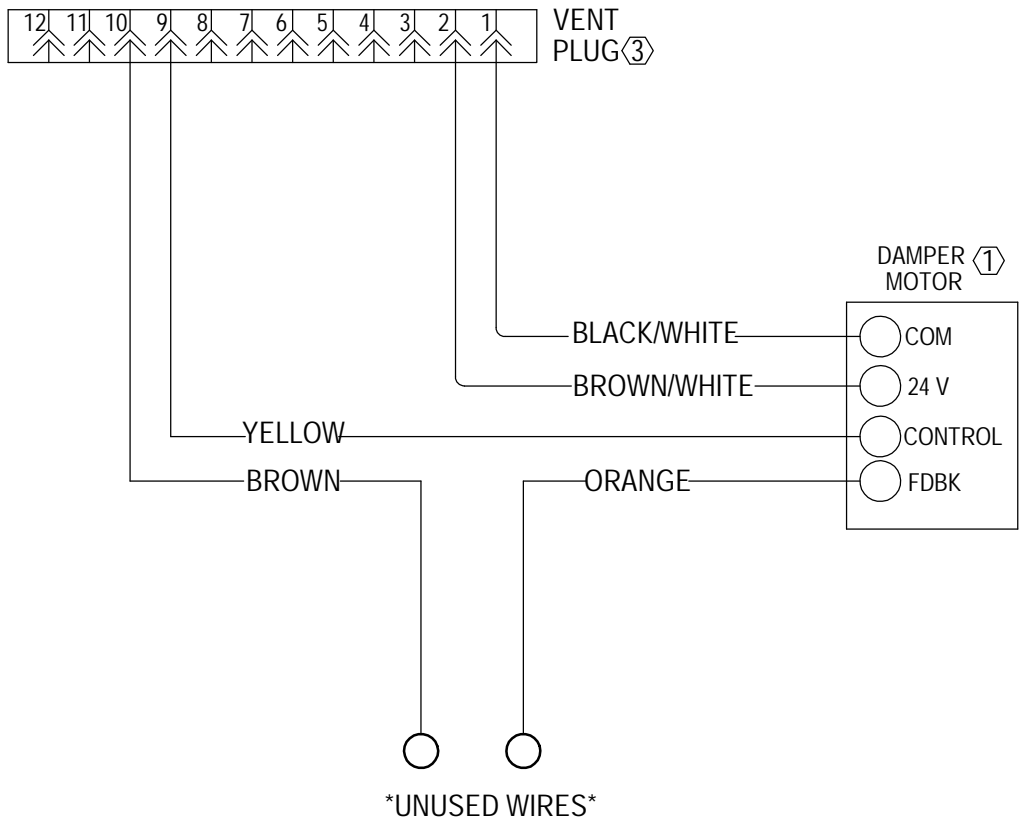 12 11 10 9 8 7 6 5 4 3 2 1
VENT
PLUG 3
DAMPER 1
MOTOR
BLACK/WHITE COM
BROWN/WHITE 24 V
YELLOW CONTROL
BROWN ORANGE FDBK
*UNUSED WIRES*